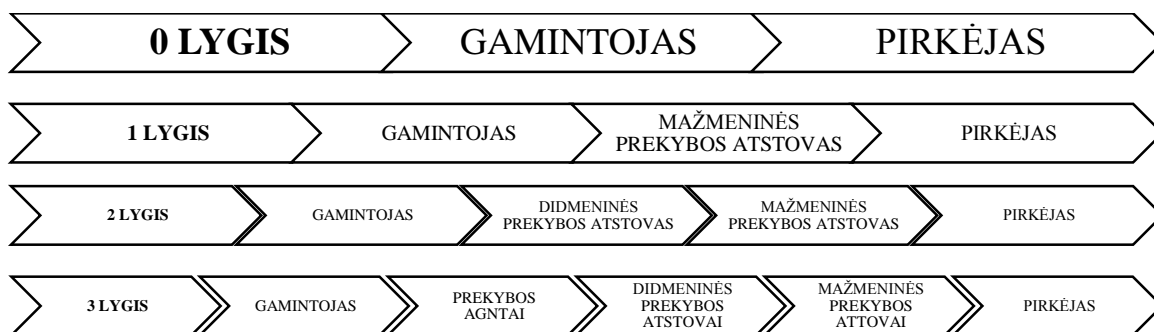 0 LYGIS GAMINTOJAS PIRKĖJAS
1 LYGIS GAMINTOJAS MAŽMENINĖS PREKYBOS ATSTOVAS PIRKĖJAS
2 LYGIS GAMINTOJAS DIDMENINĖS PREKYBOS ATSTOVAS MAŽMENINĖS PREKYBOS ATSTOVAS PIRKĖJAS
3 LYGIS GAMINTOJAS PREKYBOS AGNTAI DIDMENINĖS PREKYBOS ATSTOVAI MAŽMENINĖS PREKYBOS ATTOVAI PIRKĖJAS